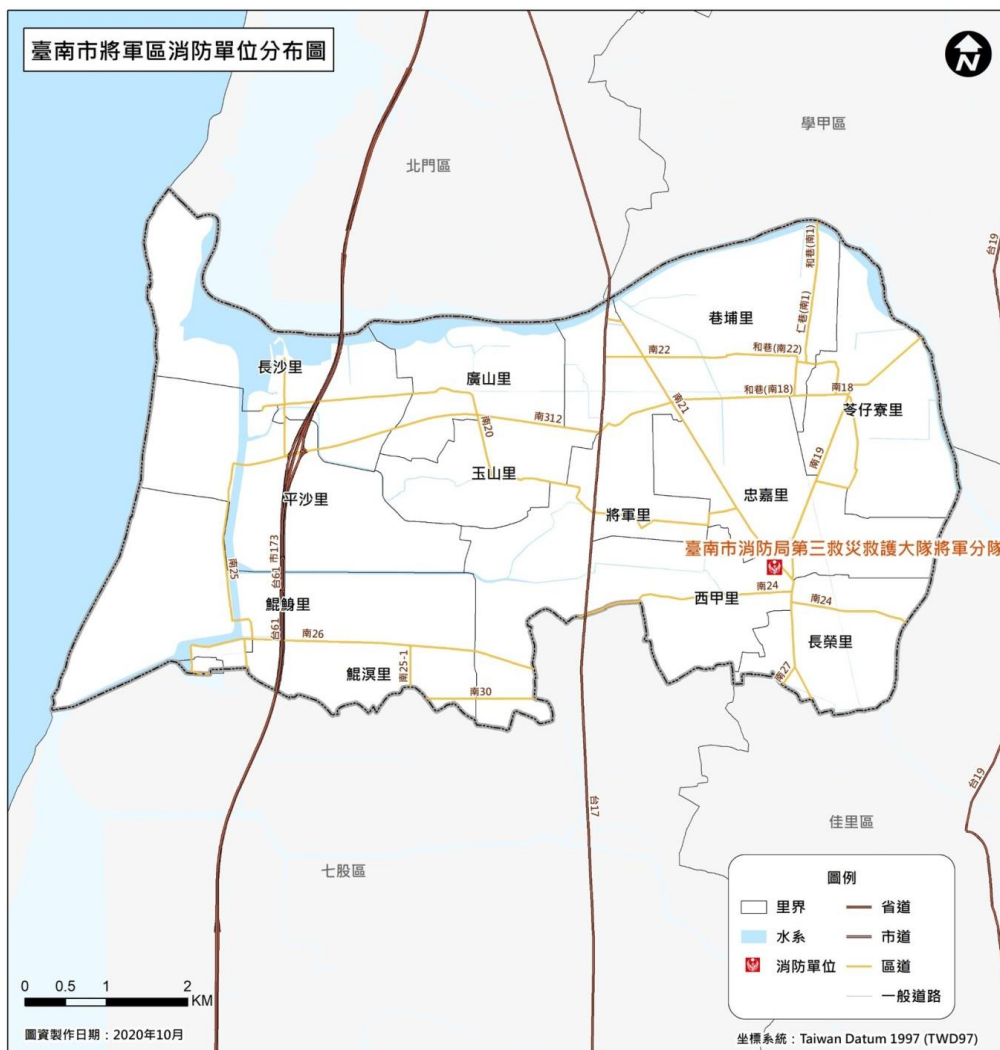 臺南市將軍區消防單位分布圖
N
學甲區
北門區
台19
和巷(南1)
仁巷(南1)
巷埔里
和巷(南22)
南22
長沙里
廣山里
和巷(南18)
南18
南21
苓仔寮里
南312
南20
南19
玉山里
平沙里
忠嘉里
將軍里
臺南市消防局第三救災救護大隊將軍分隊
市173
台61
南25
南24
西甲里
南24
鯤鯓里
台61
南26
長榮里
鯤溟里
南25-1
南27
南30
台17
台19
佳里區
七股區
圖例
里界
省道
水系
市道
消防單位
區道
一般道路
0 0.5 1 2
KM
圖資製作日期：2020年10月
坐標系統：Taiwan Datum 1997 (TWD97)